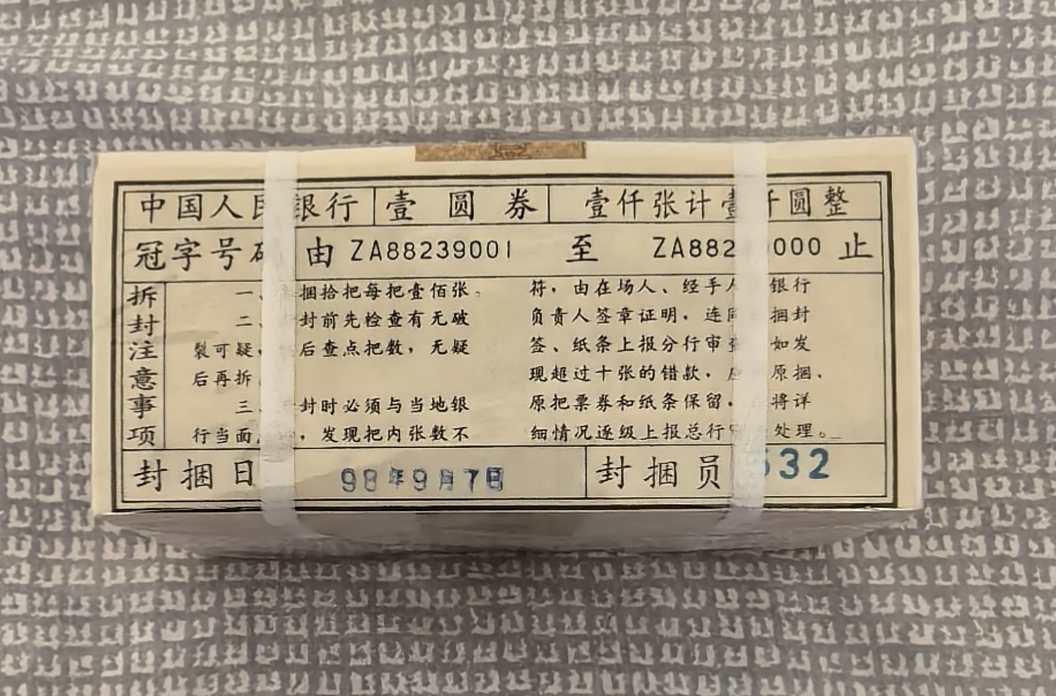 中国人民银行 壹圆券 壹仟张计壹仟圆整
冠字号码 由 ZA88239001 至 ZA882 000 止
拆封注意事项
一、 捆拾把每把壹佰张。
二、 封前先检查有无破
裂可疑， 后查点把数，无疑
后再拆
三、 封时必须与当地银
行当面 ，发现把内张数不
符，由在场人、经手人 银行
负责人签章证明，连同 捆封
签、纸条上报分行审 如发
现超过十张的错款， 原捆、
原把票券和纸条保留， 将详
细情况逐级上报总行 处理。
封捆日 98年9月7日 封捆员 32